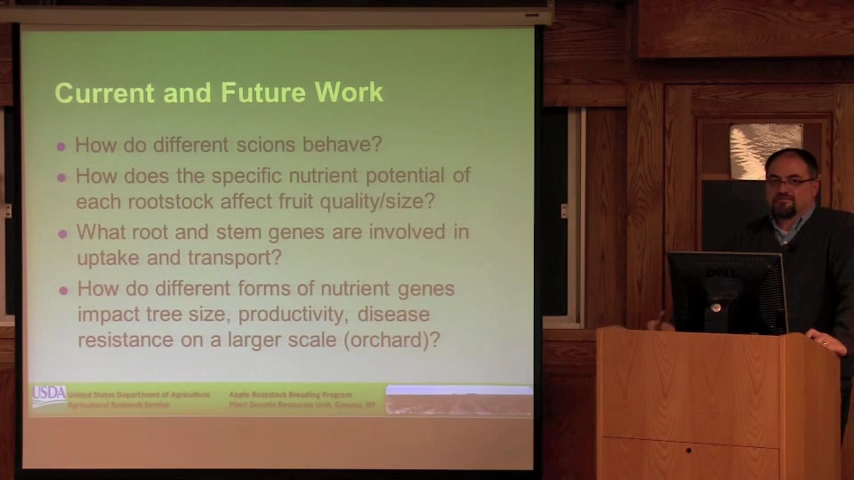 Current and Future Work
How do different scions behave?
How does the specific nutrient potential of
each rootstock affect fruit quality/size?
What root and stem genes are involved in
uptake and transport?
How do different forms of nutrient genes
impact tree size, productivity, disease
resistance on a larger scale (orchard)?
USDA
United States Department of Agriculture
Agricultural Research Service
Apple Rootstock Breeding Program
Plant Genetic Resources Unit, Geneva, NY
DELL